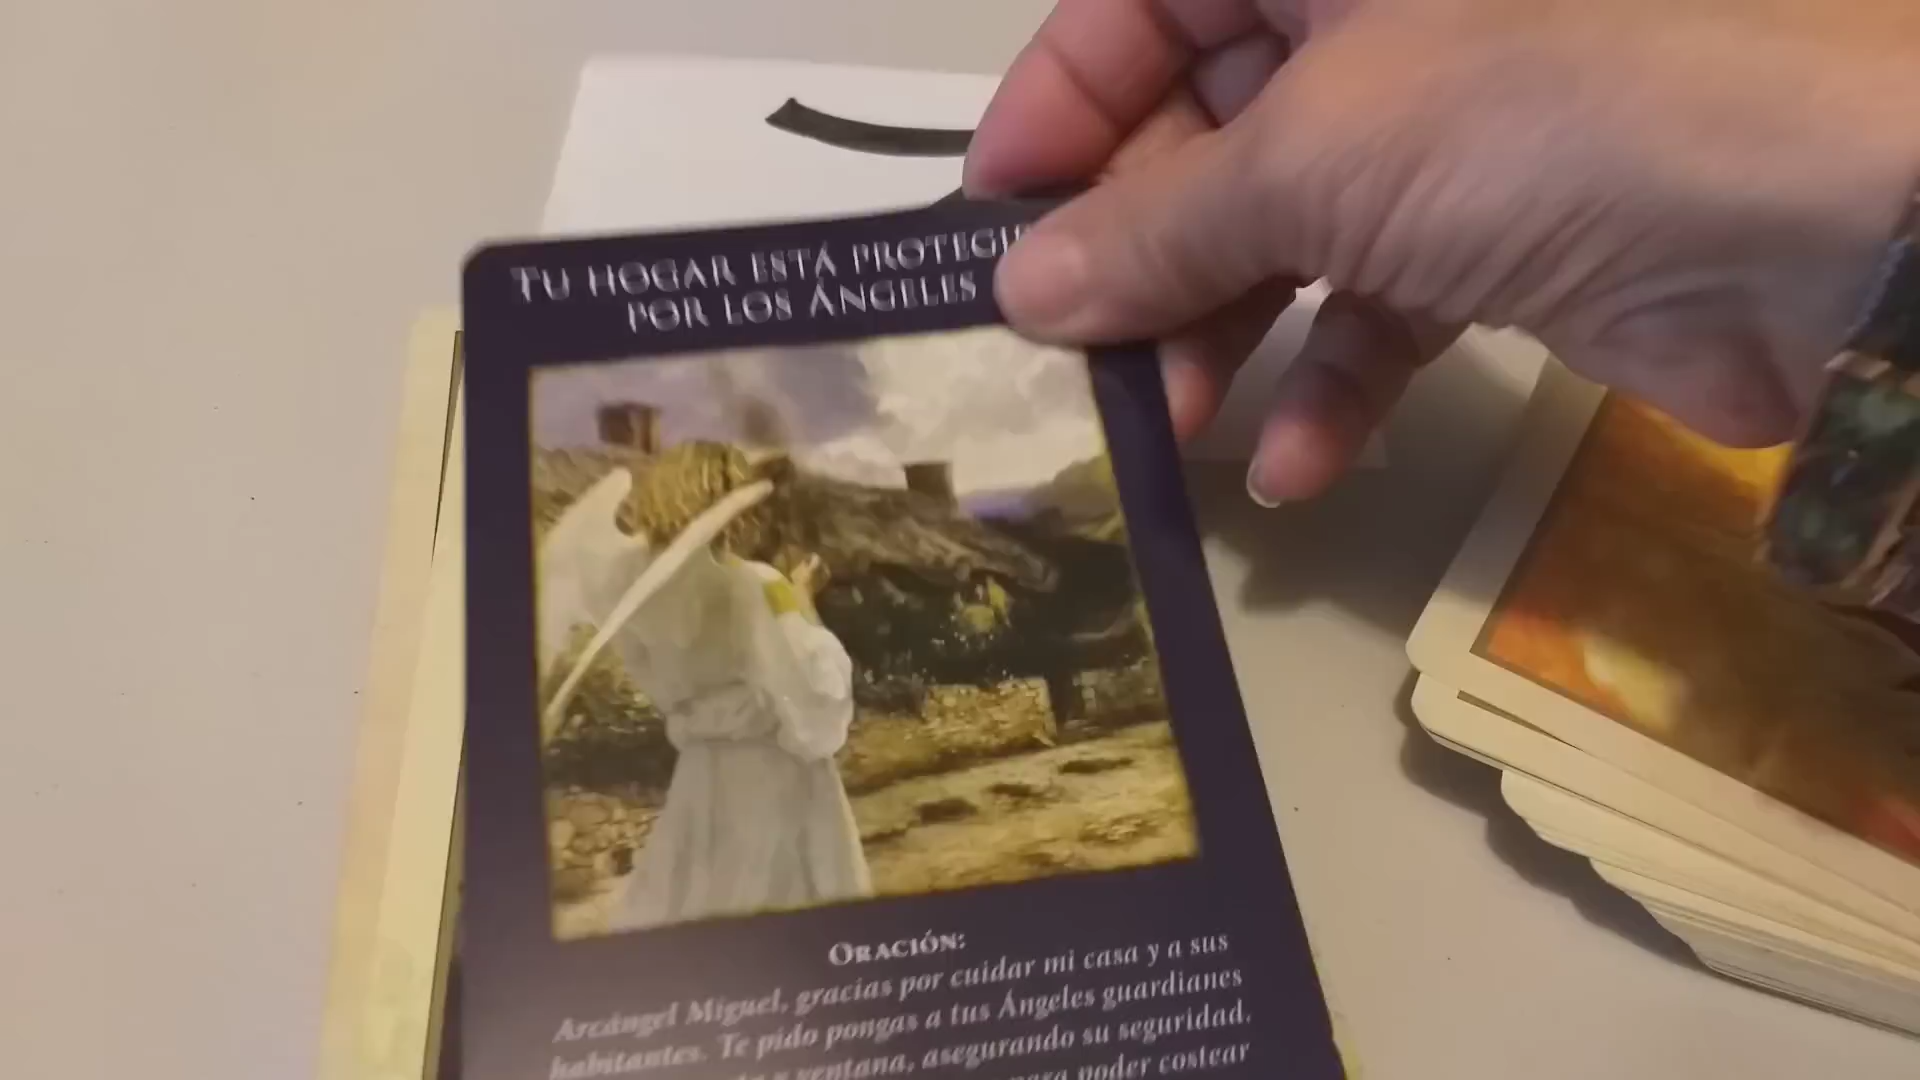 TU HOGAR ESTÁ PROTEGI
POR LOS ÁNGELES
ORACIÓN:
Arcángel Miguel, gracias por cuidar mi casa y a sus
habitantes. Te pido pongas a tus Ángeles guardianes
y ventana, asegurando su seguridad.
para poder costear